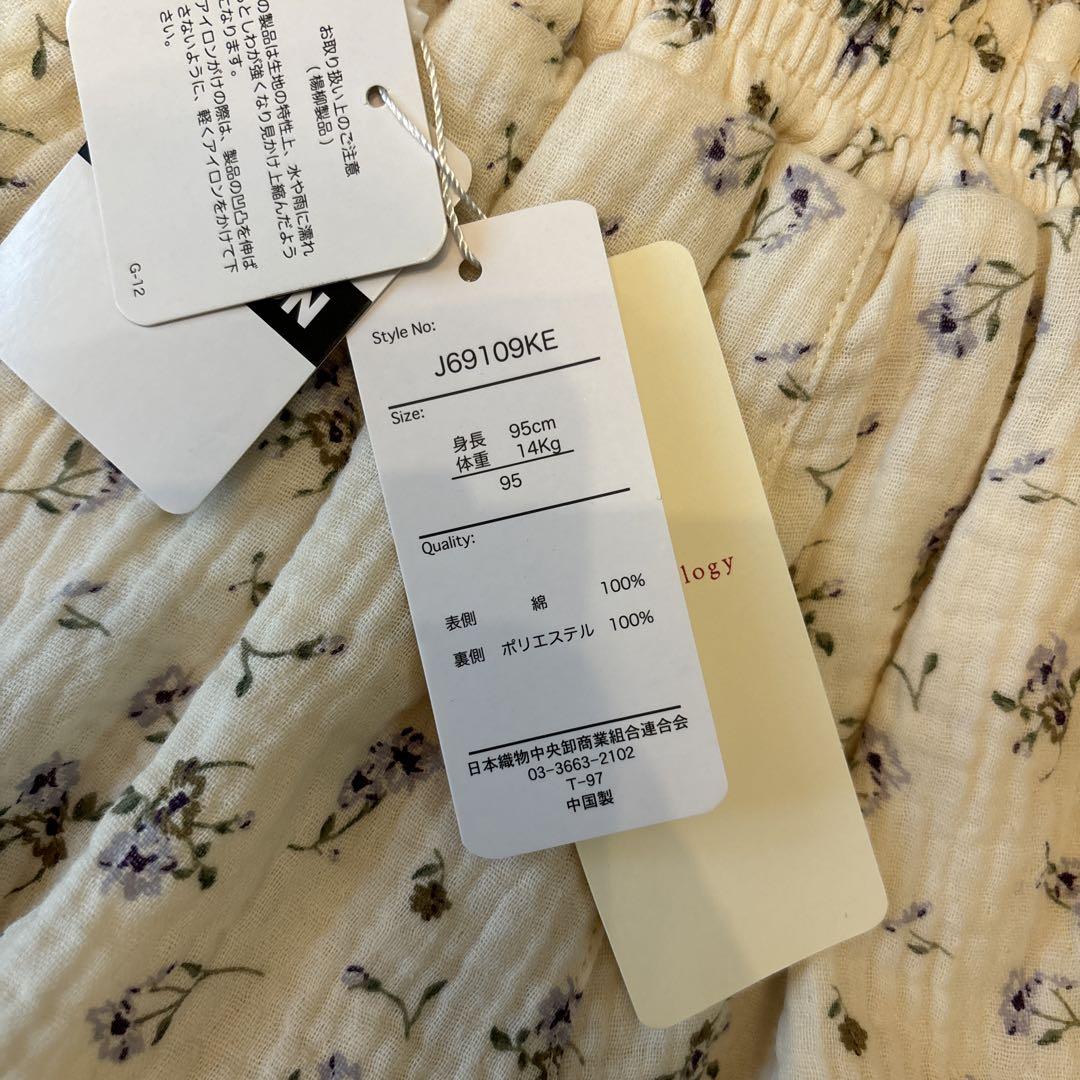 お取り扱い上のご注意
(楊柳製品)
の製品は生地の特性上、水や雨に濡れ
としわが強くなり見かけ上縮んだよう
になります。
アイロンがけの際は、製品の凹凸を伸ば
さないように、軽くアイロンをかけて下
さい。
G-12
N
Style No:
J69109KE
Size:
身長 95cm
体重 14Kg
95
Quality:
表側 綿 100%
裏側 ポリエステル 100%
日本織物中央卸商業組合連合会
03-3663-2102
T-97
中国製
logy